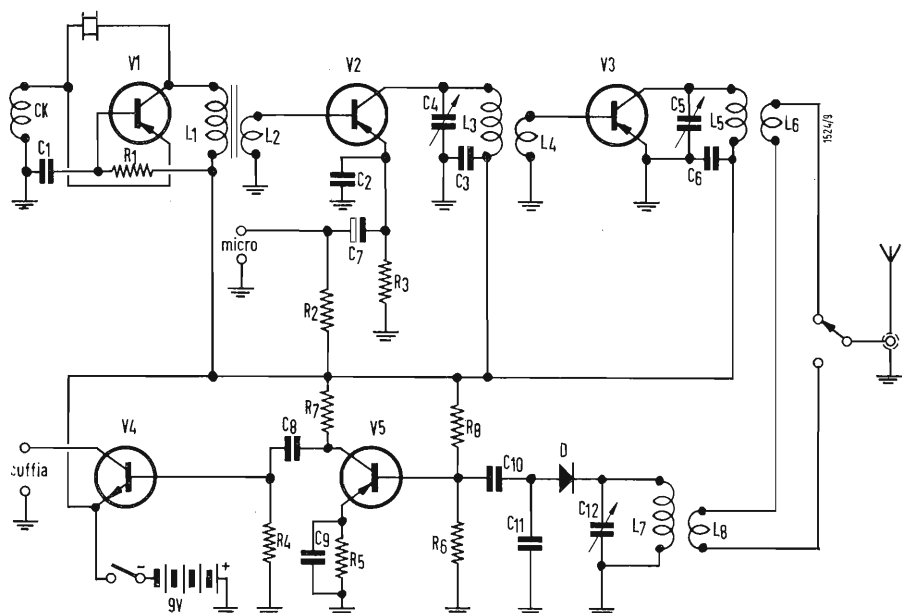 V1
V2
V3
CK
L1
L2
C4
L3
L4
C5
L5
L6
1524/9
C1
R1
C2
C3
C6
micro
C7
R3
R2
R7
R8
V4
C8
V5
C10
D
cuffia
R4
C9
R5
R6
C11
C12
L7
L8
- +
9V